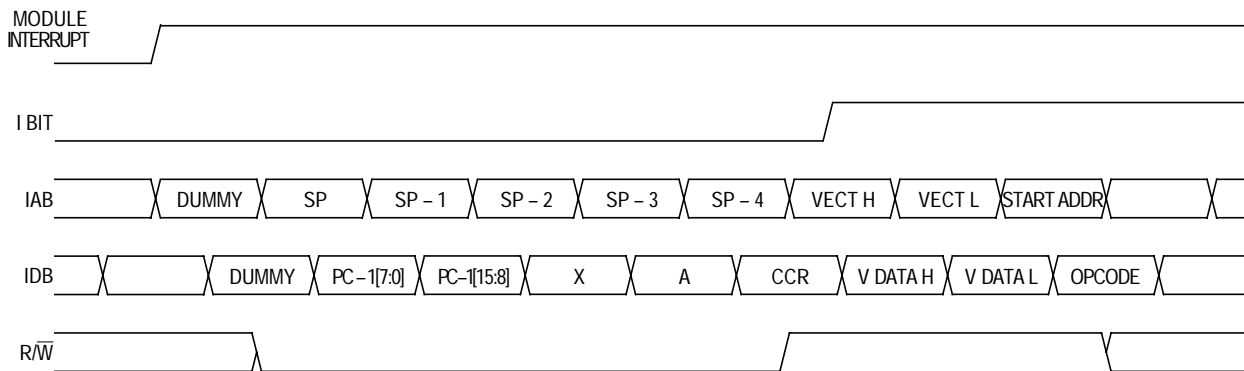 MODULE
INTERRUPT
I BIT
IAB DUMMY SP SP – 1 SP – 2 SP – 3 SP – 4 VECT H VECT L START ADDR
IDB DUMMY PC – 1[7:0] PC–1[15:8] X A CCR V DATA H V DATA L OPCODE
R/W̅